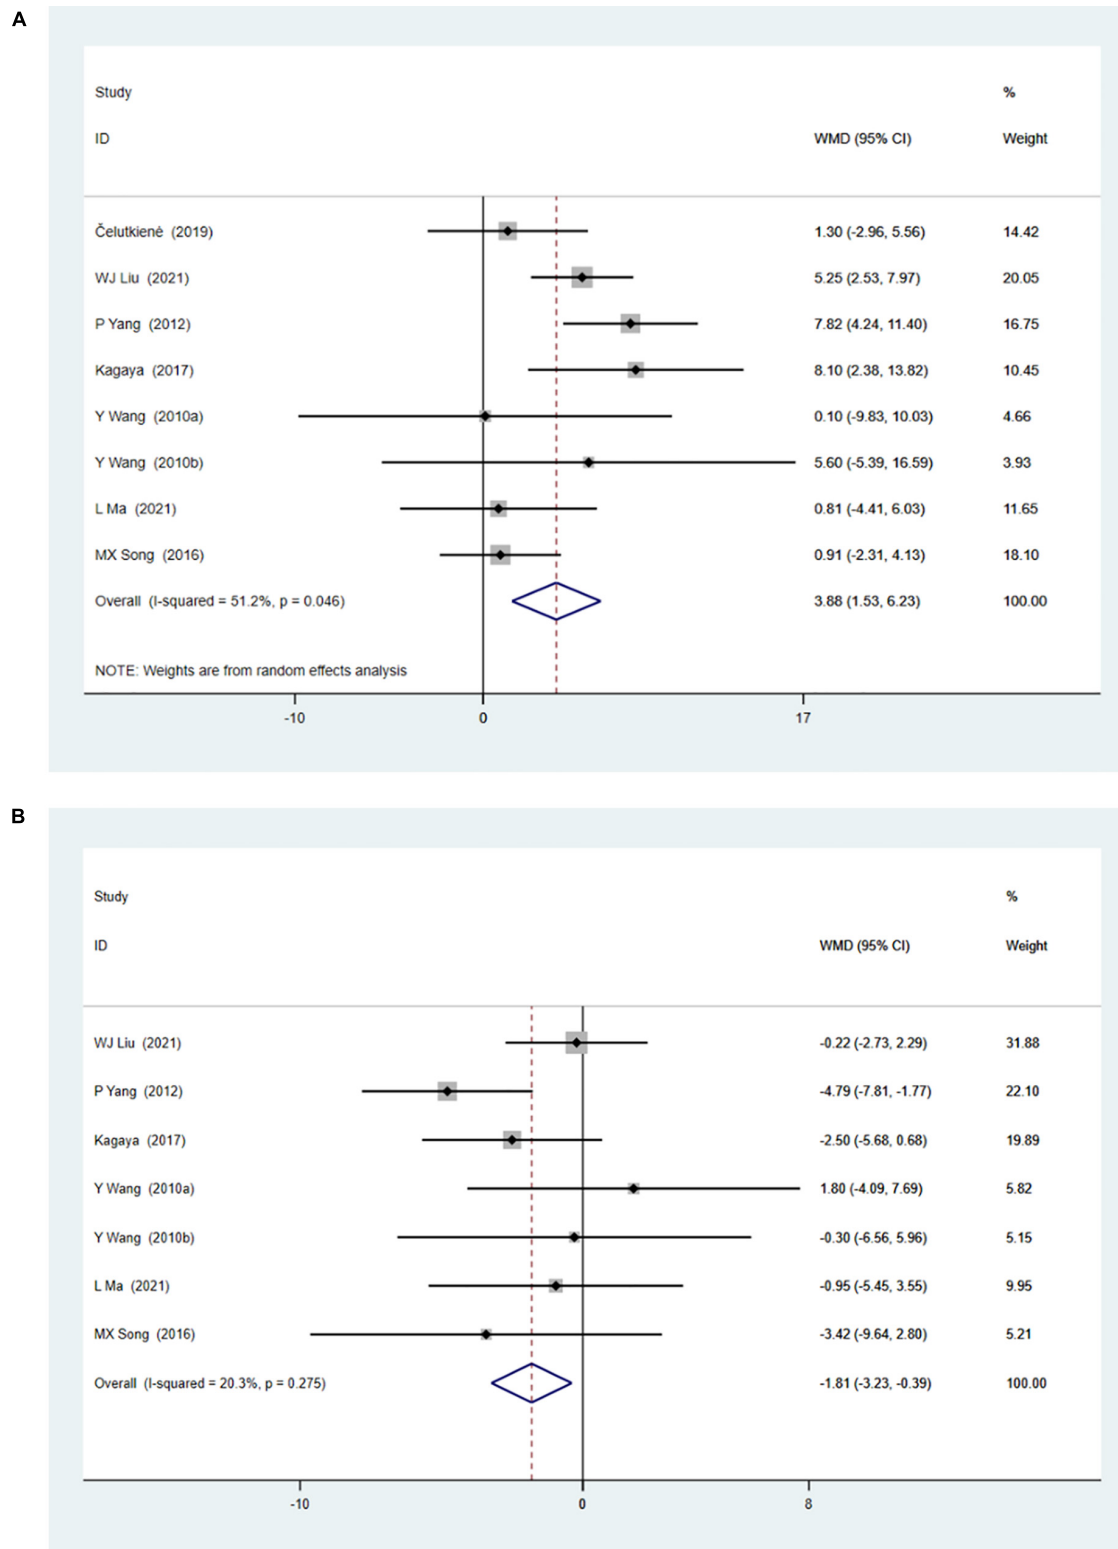 A
Study %
ID WMD (95% CI) Weight
Čelutkienė (2019) 1.30 (-2.96, 5.56) 14.42
WJ Liu (2021) 5.25 (2.53, 7.97) 20.05
P Yang (2012) 7.82 (4.24, 11.40) 16.75
Kagaya (2017) 8.10 (2.38, 13.82) 10.45
Y Wang (2010a) 0.10 (-9.83, 10.03) 4.66
Y Wang (2010b) 5.60 (-5.39, 16.59) 3.93
L Ma (2021) 0.81 (-4.41, 6.03) 11.65
MX Song (2016) 0.91 (-2.31, 4.13) 18.10
Overall (I-squared = 51.2%, p = 0.046) 3.88 (1.53, 6.23) 100.00
NOTE: Weights are from random effects analysis
-10 0 17
B
Study %
ID WMD (95% CI) Weight
WJ Liu (2021) -0.22 (-2.73, 2.29) 31.88
P Yang (2012) -4.79 (-7.81, -1.77) 22.10
Kagaya (2017) -2.50 (-5.68, 0.68) 19.89
Y Wang (2010a) 1.80 (-4.09, 7.69) 5.82
Y Wang (2010b) -0.30 (-6.56, 5.96) 5.15
L Ma (2021) -0.95 (-5.45, 3.55) 9.95
MX Song (2016) -3.42 (-9.64, 2.80) 5.21
Overall (I-squared = 20.3%, p = 0.275) -1.81 (-3.23, -0.39) 100.00
-10 0 8